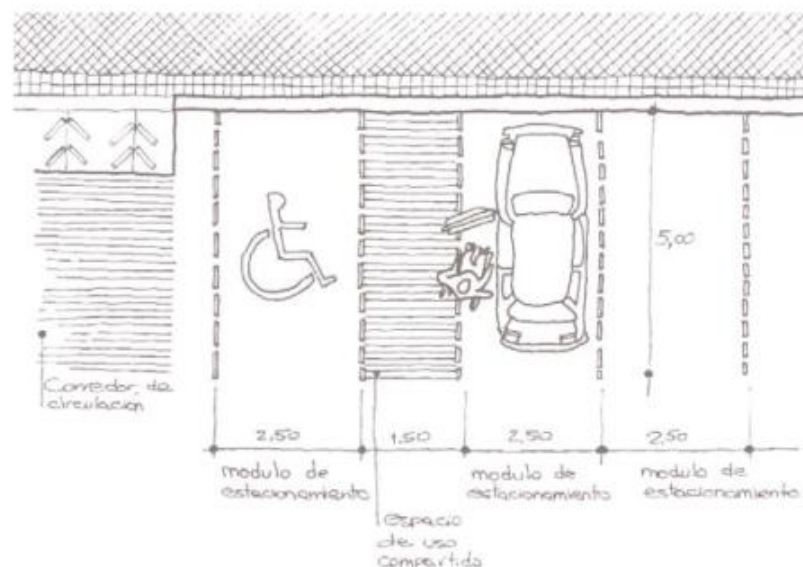 5,00
Corredor de
circulación
2,50
1,50
2,50
2,50
modulo de
estacionamiento
modulo de
estacionamiento
modulo de
estacionamiento
espacio
de uso
compartido